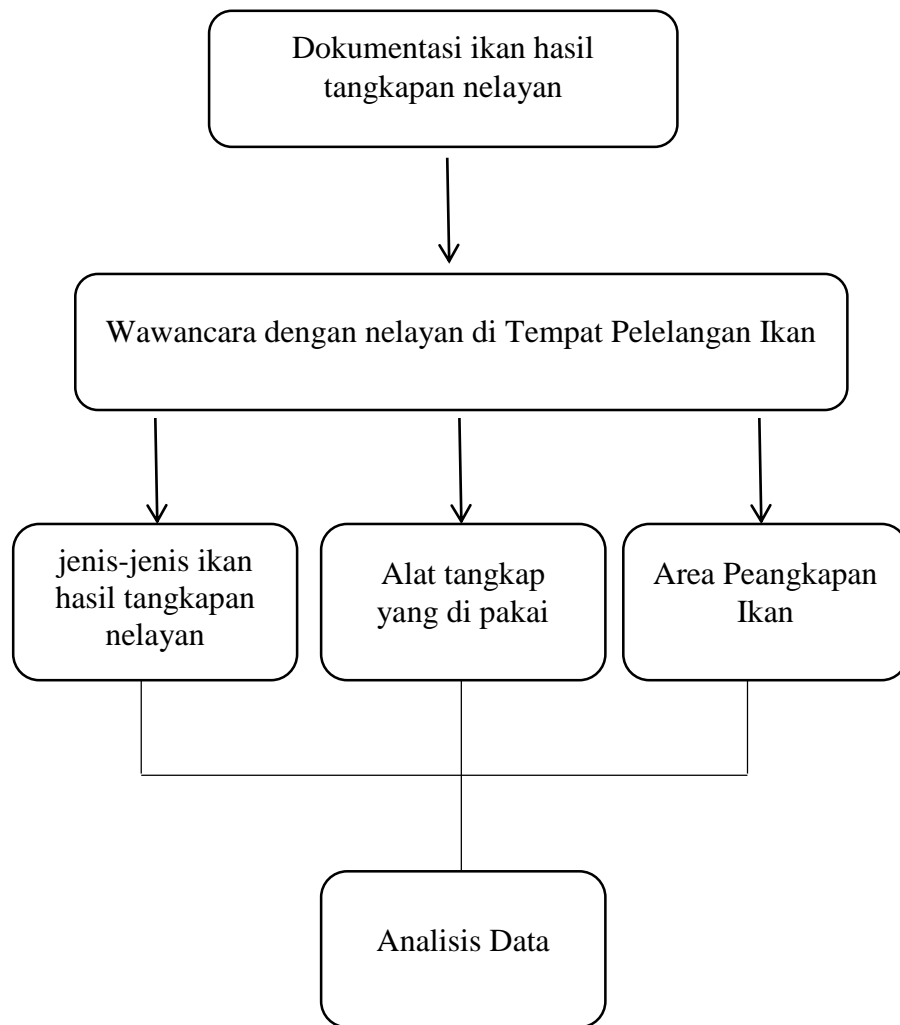 Dokumentasi ikan hasil
tangkapan nelayan
Wawancara dengan nelayan di Tempat Pelelangan Ikan
jenis-jenis ikan
hasil tangkapan
nelayan
Alat tangkap
yang di pakai
Area Peangkapan
Ikan
Analisis Data